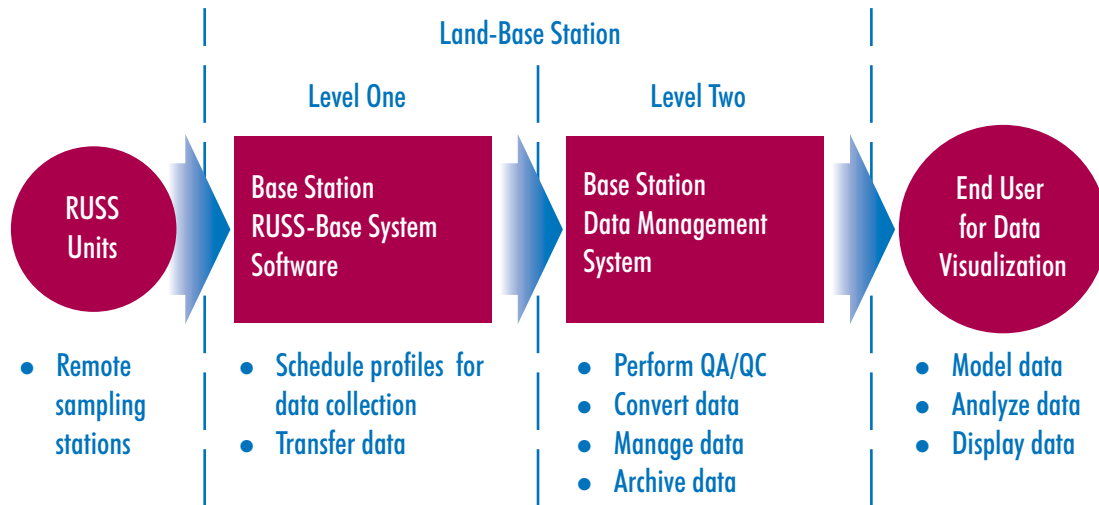 Land-Base Station
Level One
Level Two
RUSS
Units
Base Station
RUSS-Base System
Software
Base Station
Data Management
System
End User
for Data
Visualization
● Remote
sampling
stations
● Schedule profiles for
data collection
● Transfer data
● Perform QA/QC
● Convert data
● Manage data
● Archive data
● Model data
● Analyze data
● Display data